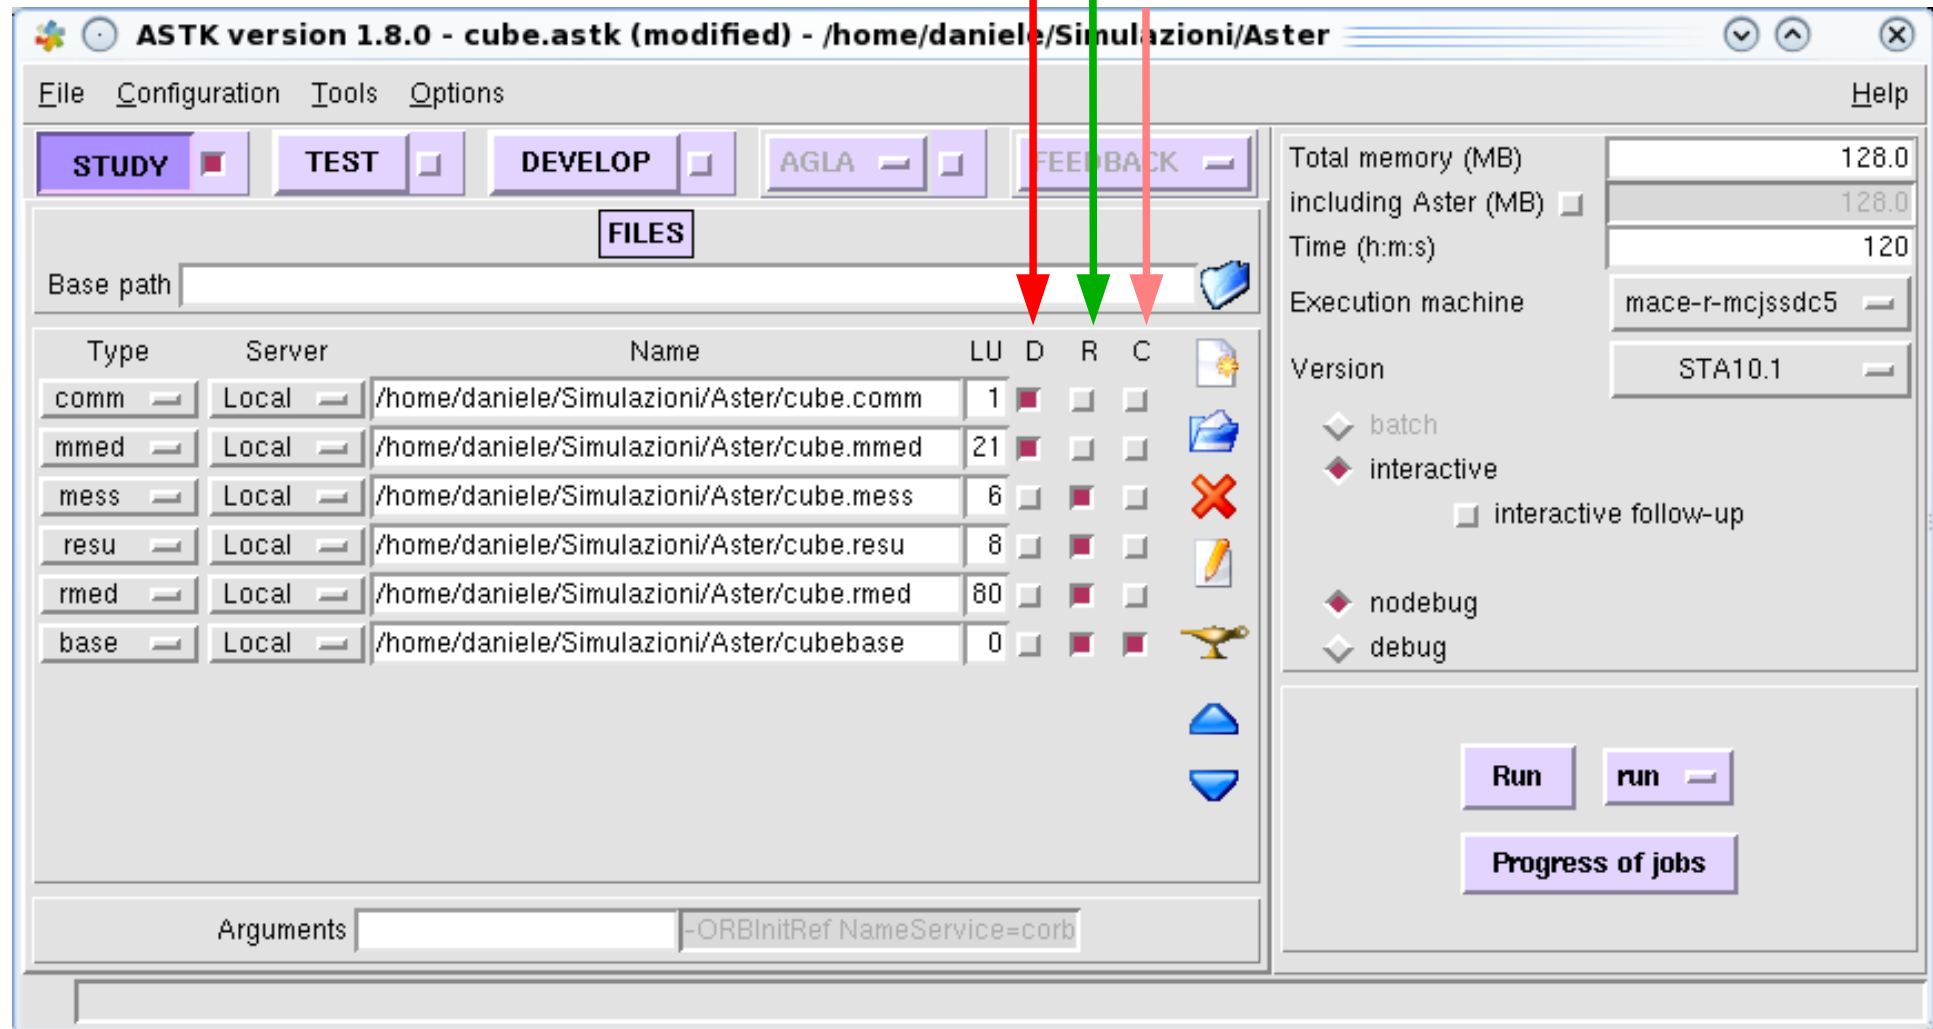 ASTK version 1.8.0 - cube.astk (modified) - /home/daniele/Simulazioni/Aster
File Configuration Tools Options Help
STUDY TEST DEVELOP AGLA FEEDBACK
FILES
Base path
Type Server Name LU D R C
comm Local /home/daniele/Simulazioni/Aster/cube.comm 1
mmed Local /home/daniele/Simulazioni/Aster/cube.mmed 21
mess Local /home/daniele/Simulazioni/Aster/cube.mess 6
resu Local /home/daniele/Simulazioni/Aster/cube.resu 8
rmed Local /home/daniele/Simulazioni/Aster/cube.rmed 80
base Local /home/daniele/Simulazioni/Aster/cubebase 0
Arguments -ORBInitRef NameService=corb
Total memory (MB) 128.0
including Aster (MB) 128.0
Time (h:m:s) 120
Execution machine mace-r-mcjssdc5
Version STA10.1
batch
interactive
interactive follow-up
nodebug
debug
Run run
Progress of jobs